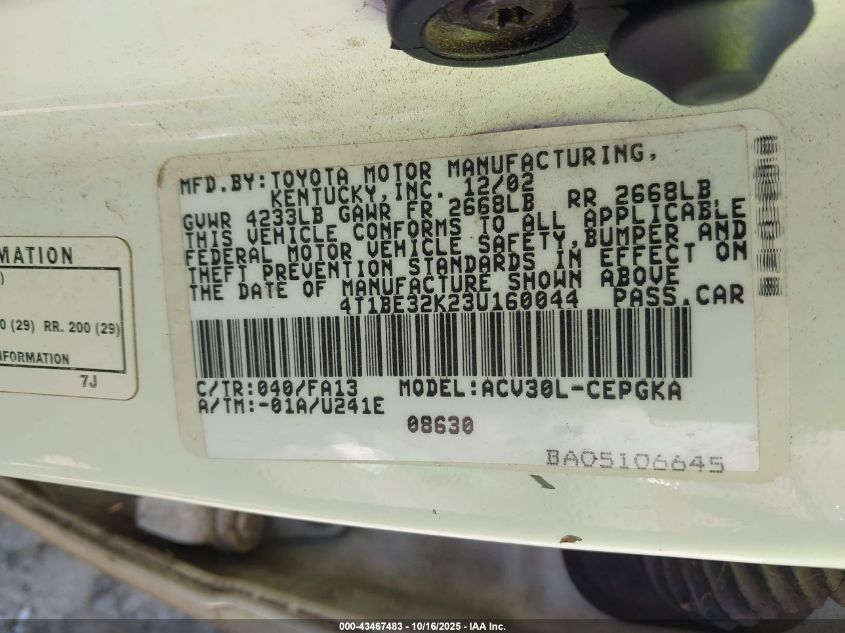 MFD.BY:TOYOTA MOTOR MANUFACTURING,
KENTUCKY,INC. 12/02
GVWR 4233LB GAWR FR 2668LB RR 2668LB
THIS VEHICLE CONFORMS TO ALL APPLICABLE
FEDERAL MOTOR VEHICLE SAFETY,BUMPER AND
THEFT PREVENTION STANDARDS IN EFFECT ON
THE DATE OF MANUFACTURE SHOWN ABOVE
4T1BE32K23U160044 PASS.CAR
C/TR:040/FA13 MODEL:ACV30L-CEPGKA
A/TM:-01A/U241E
08630
BA05106645
0 (29) RR. 200 (29)
7J
000-43467483 - 10/16/2025 - IAA Inc.